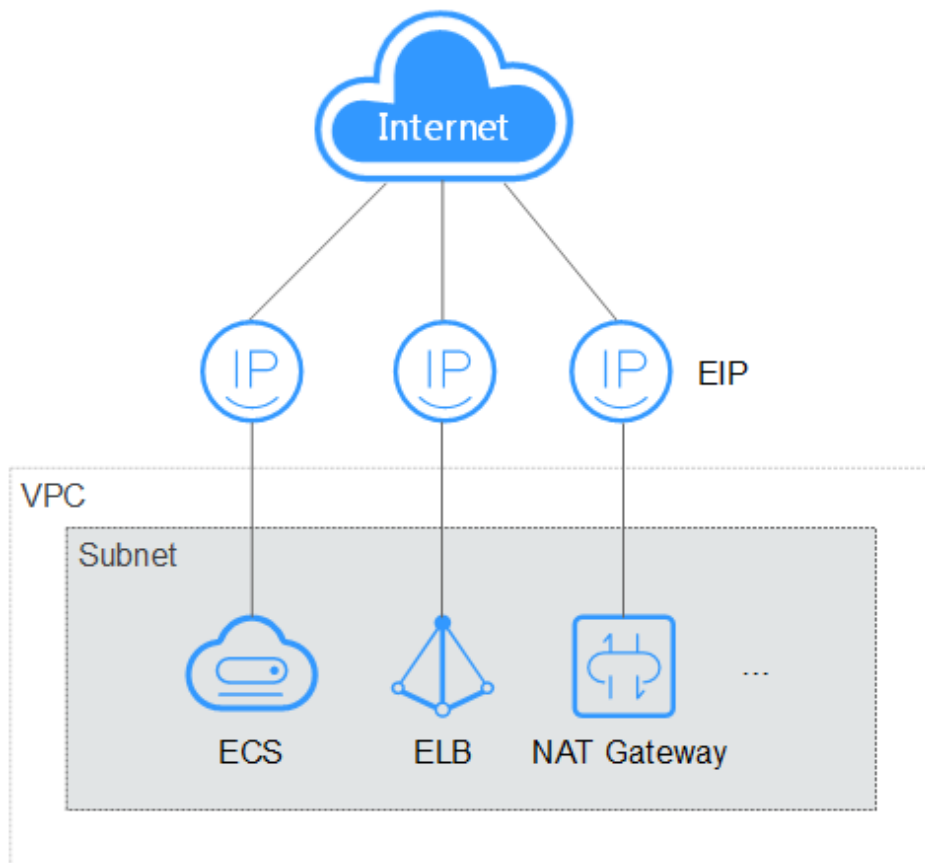 Internet
IP IP IP EIP
VPC
Subnet
...
ECS ELB NAT Gateway